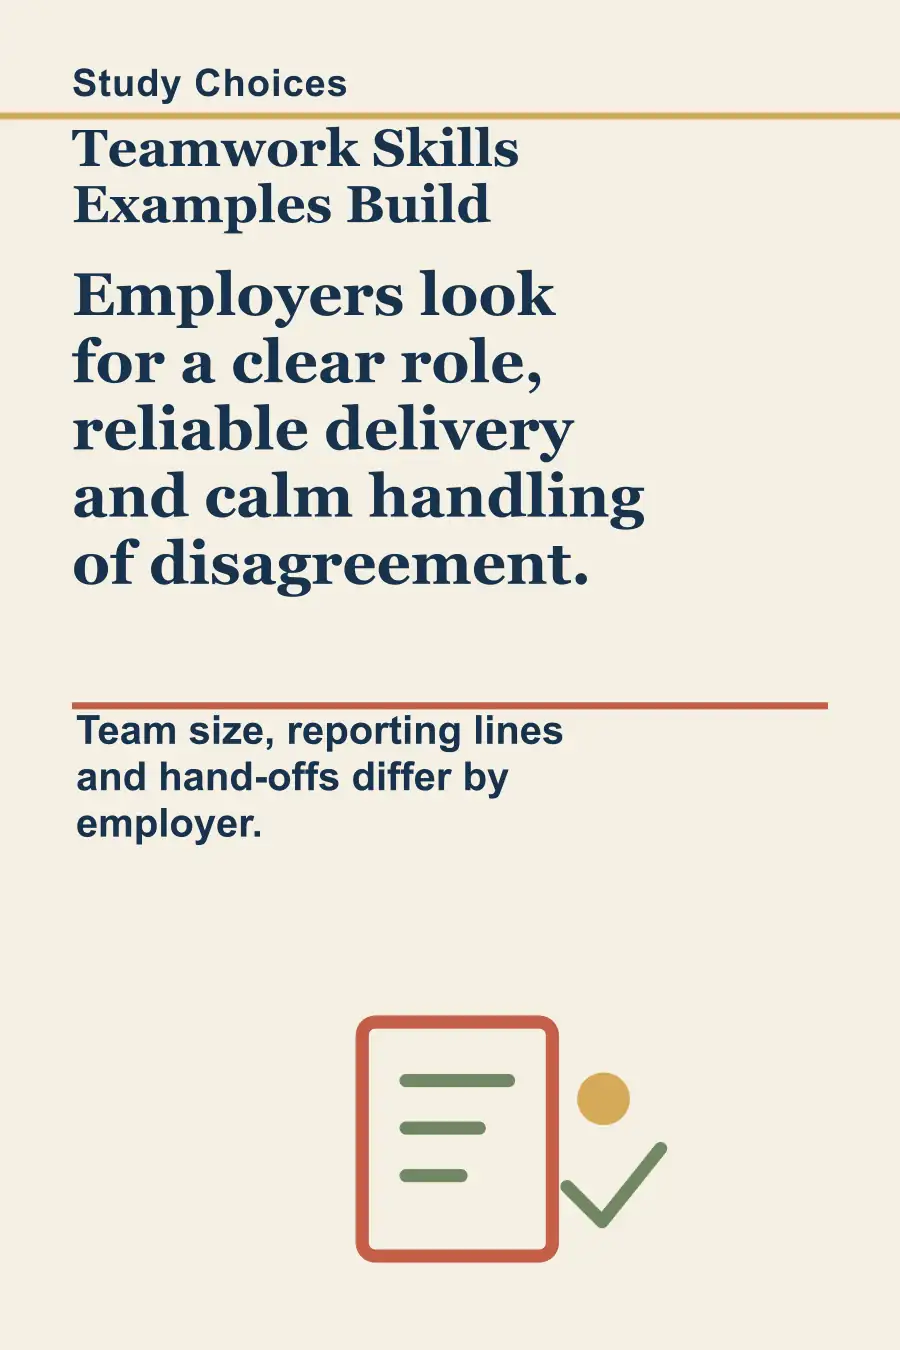 Study Choices
Teamwork Skills
Examples Build
Employers look
for a clear role,
reliable delivery
and calm handling
of disagreement.
Team size, reporting lines
and hand-offs differ by
employer.